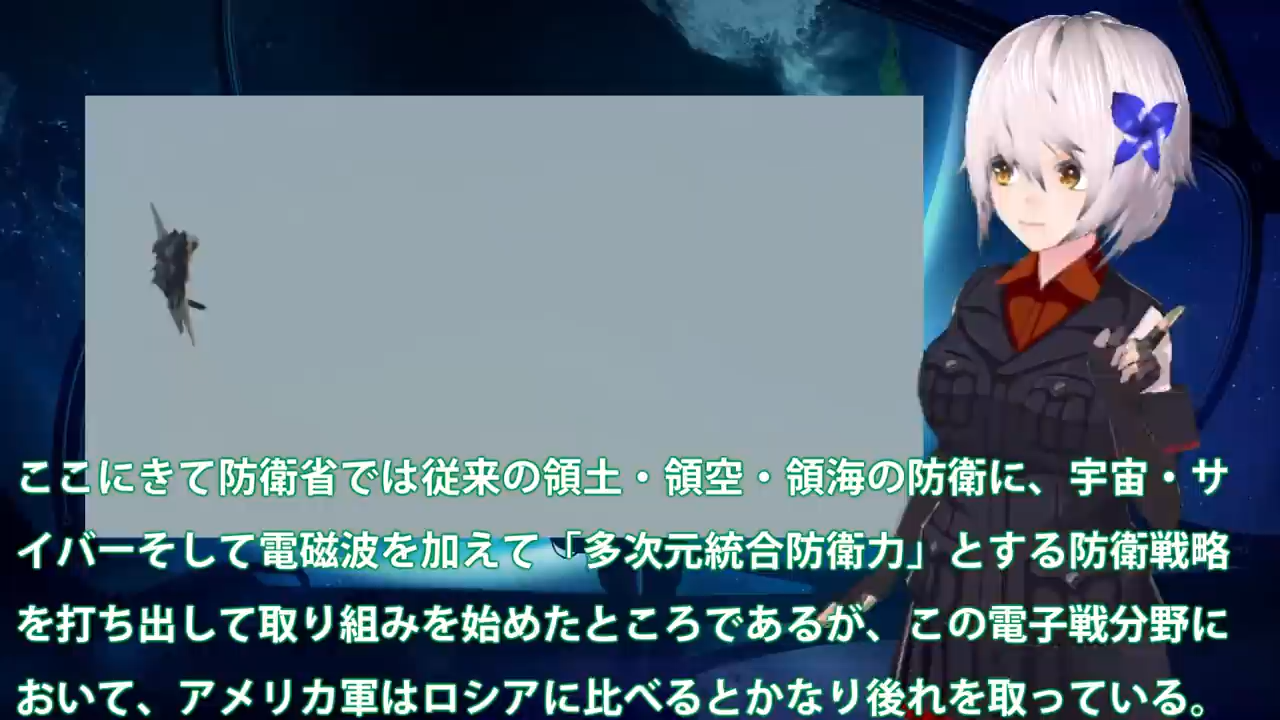 ここにきて防衛省では従来の領土・領空・領海の防衛に、宇宙・サ
イバーそして電磁波を加えて「多次元統合防衛力」とする防衛戦略
を打ち出して取り組みを始めたところであるが、この電子戦分野に
おいて、アメリカ軍はロシアに比べるとかなり後れを取っている。